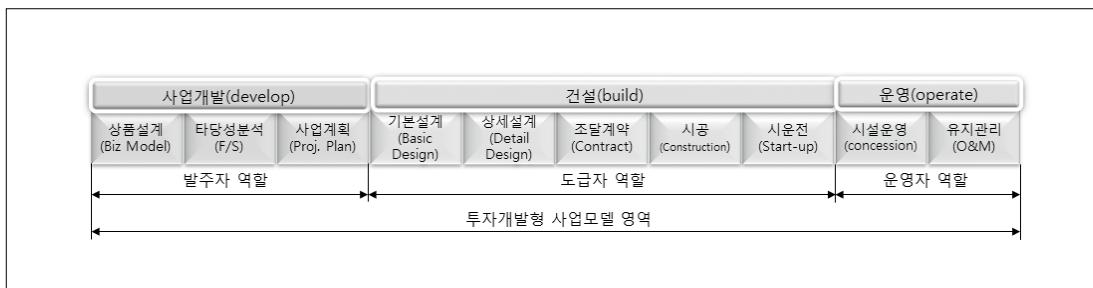 사업개발(develop)
건설(build)
운영(operate)
상품설계
(Biz Model)
타당성분석
(F/S)
사업계획
(Proj. Plan)
기본설계
(Basic
Design)
상세설계
(Detail
Design)
조달계약
(Contract)
시공
(Construction)
시운전
(Start-up)
시설운영
(concession)
유지관리
(O&M)
발주자 역할
도급자 역할
운영자 역할
투자개발형 사업모델 영역